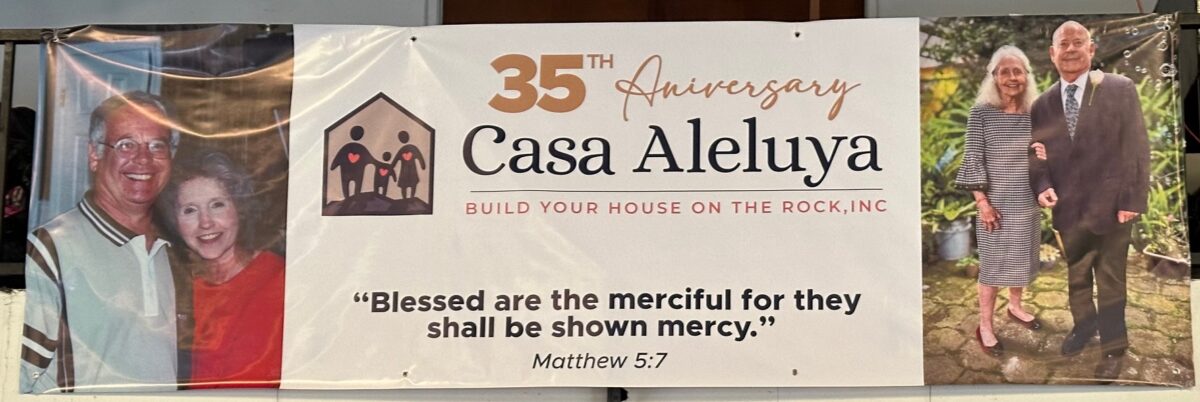 35TH Aniversary
Casa Aleluya
BUILD YOUR HOUSE ON THE ROCK,INC
“Blessed are the merciful for they
shall be shown mercy.”
Matthew 5:7